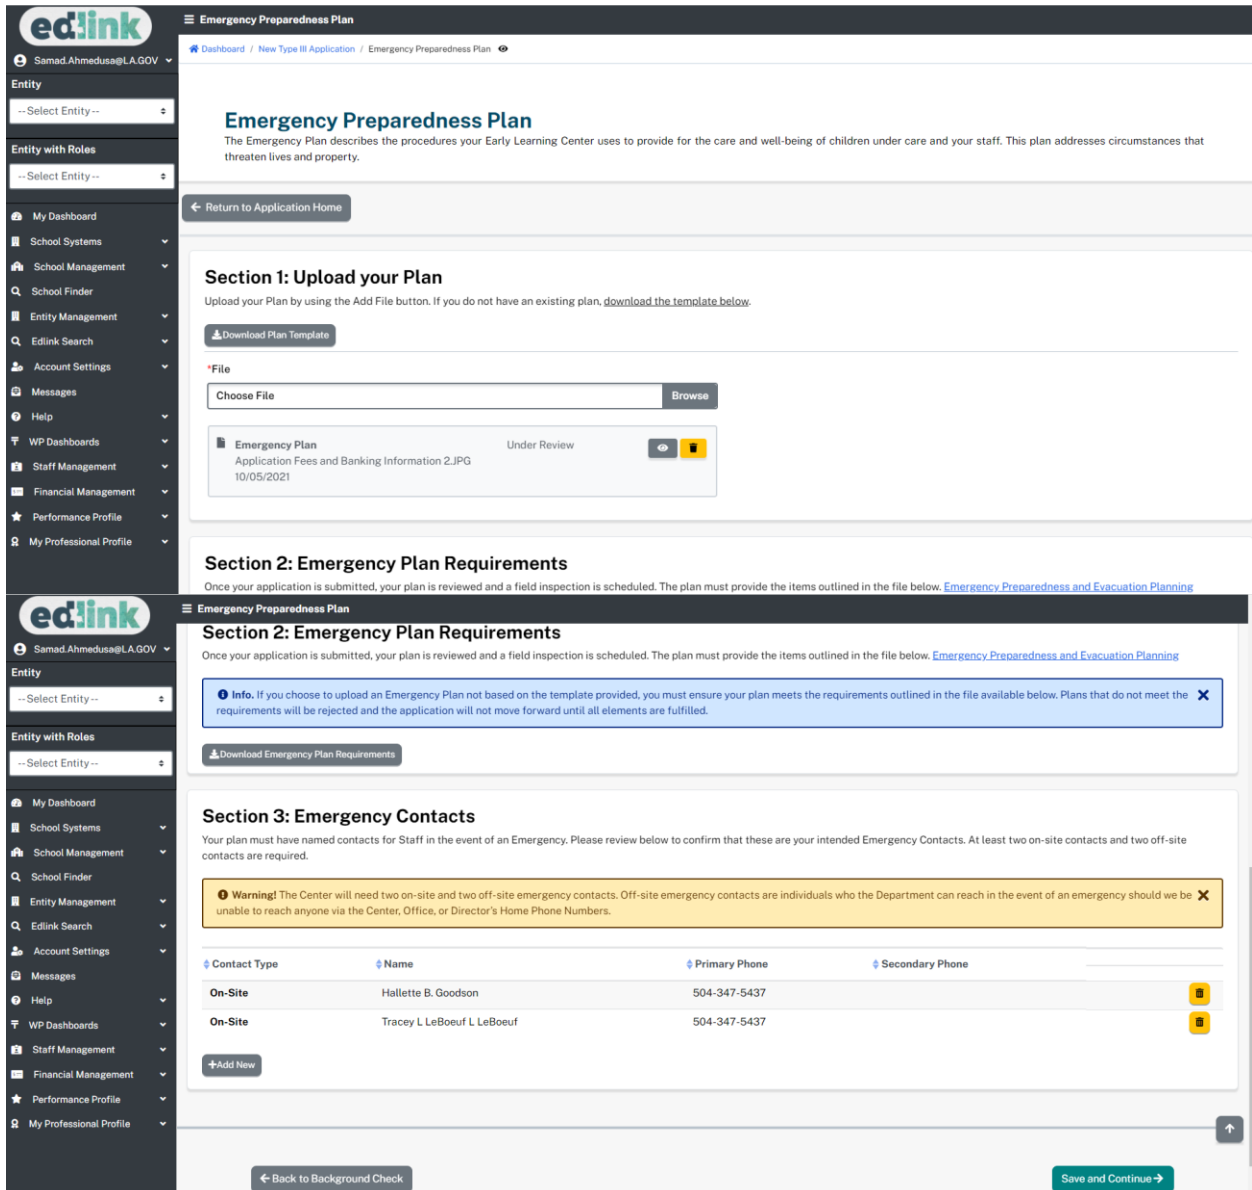 ed:link
Samad.Ahmedusa@LA.GOV
Entity
--Select Entity--
Entity with Roles
--Select Entity--
My Dashboard
School Systems
School Management
School Finder
Entity Management
Edlink Search
Account Settings
Messages
Help
WP Dashboards
Staff Management
Financial Management
Performance Profile
My Professional Profile
Emergency Preparedness Plan
Dashboard / New Type III Application / Emergency Preparedness Plan
Emergency Preparedness Plan
The Emergency Plan describes the procedures your Early Learning Center uses to provide for the care and well-being of children under care and your staff. This plan addresses circumstances that
threaten lives and property.
Return to Application Home
Section 1: Upload your Plan
Upload your Plan by using the Add File button. If you do not have an existing plan, download the template below.
Download Plan Template
*File
Choose File Browse
Emergency Plan Under Review
Application Fees and Banking Information 2.JPG
10/05/2021
Section 2: Emergency Plan Requirements
Once your application is submitted, your plan is reviewed and a field inspection is scheduled. The plan must provide the items outlined in the file below. Emergency Preparedness and Evacuation Planning
ed:link
Samad.Ahmedusa@LA.GOV
Entity
--Select Entity--
Entity with Roles
--Select Entity--
My Dashboard
School Systems
School Management
School Finder
Entity Management
Edlink Search
Account Settings
Messages
Help
WP Dashboards
Staff Management
Financial Management
Performance Profile
My Professional Profile
Emergency Preparedness Plan
Section 2: Emergency Plan Requirements
Once your application is submitted, your plan is reviewed and a field inspection is scheduled. The plan must provide the items outlined in the file below. Emergency Preparedness and Evacuation Planning
Info. If you choose to upload an Emergency Plan not based on the template provided, you must ensure your plan meets the requirements outlined in the file available below. Plans that do not meet the
requirements will be rejected and the application will not move forward until all elements are fulfilled.
Download Emergency Plan Requirements
Section 3: Emergency Contacts
Your plan must have named contacts for Staff in the event of an Emergency. Please review below to confirm that these are your intended Emergency Contacts. At least two on-site contacts and two off-site
contacts are required.
Warning! The Center will need two on-site and two off-site emergency contacts. Off-site emergency contacts are individuals who the Department can reach in the event of an emergency should we be
unable to reach anyone via the Center, Office, or Director's Home Phone Numbers.
Contact Type Name Primary Phone Secondary Phone
On-Site Hallette B. Goodson 504-347-5437
On-Site Tracey L LeBoeuf L LeBoeuf 504-347-5437
+Add New
Back to Background Check
Save and Continue